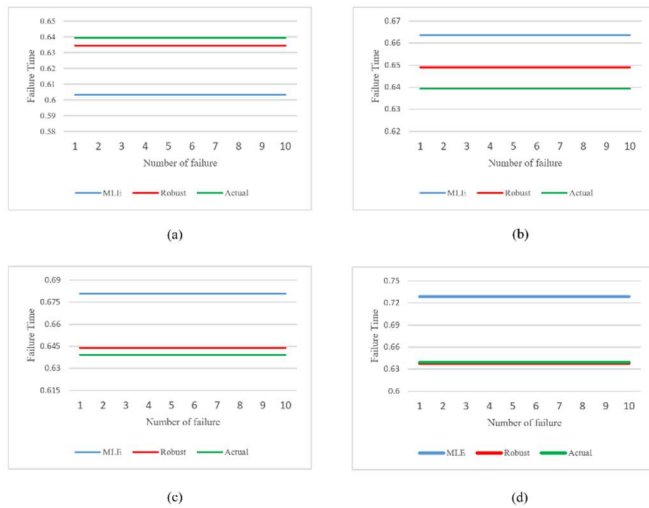 0.65
0.64
0.63
0.62
0.61
0.6
0.59
0.58
Failure Time
1 2 3 4 5 6 7 8 9 10
Number of failure
MLE Robust Actual
(a)
0.67
0.66
0.65
0.64
0.63
0.62
Failure Time
1 2 3 4 5 6 7 8 9 10
Number of failure
MLE Robust Actual
(b)
0.69
0.675
0.66
0.645
0.63
0.615
Failure Time
1 2 3 4 5 6 7 8 9 10
Number of failure
MLE Robust Actual
(c)
0.75
0.72
0.69
0.66
0.63
0.6
Failure Time
1 2 3 4 5 6 7 8 9 10
Number of failure
MLE Robust Actual
(d)